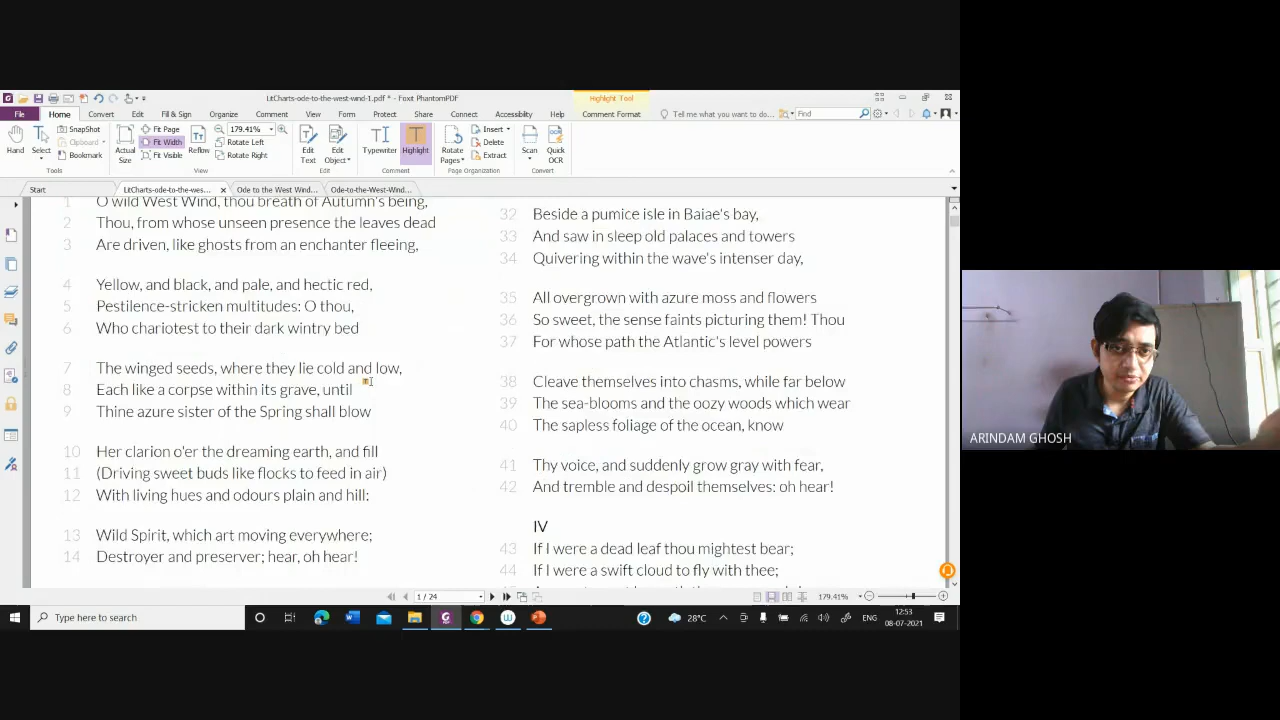 LitCharts-ode-to-the-west-wnd-1.pdf * - Foxit PhantomPDF
Highlight Tool
File
Home
Convert
Edit
Fill & Sign
Organize
Comment
View
Form
Protect
Share
Connect
Accessibility
Help
Comment Format
Tell me what you want to do...
Find
Hand
Select
SnapShot
Clipboard
Bookmark
Tools
Actual Size
Fit Page
Fit Width
Fit Visible
Reflow
179.41%
Rotate Left
Rotate Right
View
Edit Text
Edit Object
Edit
Typewriter
Highlight
Comment
Rotate Pages
Insert
Delete
Extract
Page Organization
Scan
Quick OCR
Convert
Start
LitCharts-ode-to-the-wes...
Ode to the West Wind...
Ode-to-the-West-Wind...
1 O wild West Wind, thou breath of Autumn's being,
2 Thou, from whose unseen presence the leaves dead
3 Are driven, like ghosts from an enchanter fleeing,
4 Yellow, and black, and pale, and hectic red,
5 Pestilence-stricken multitudes: O thou,
6 Who chariotest to their dark wintry bed
7 The winged seeds, where they lie cold and low,
8 Each like a corpse within its grave, until
9 Thine azure sister of the Spring shall blow
10 Her clarion o'er the dreaming earth, and fill
11 (Driving sweet buds like flocks to feed in air)
12 With living hues and odours plain and hill:
13 Wild Spirit, which art moving everywhere;
14 Destroyer and preserver; hear, oh hear!
32 Beside a pumice isle in Baiae's bay,
33 And saw in sleep old palaces and towers
34 Quivering within the wave's intenser day,
35 All overgrown with azure moss and flowers
36 So sweet, the sense faints picturing them! Thou
37 For whose path the Atlantic's level powers
38 Cleave themselves into chasms, while far below
39 The sea-blooms and the oozy woods which wear
40 The sapless foliage of the ocean, know
41 Thy voice, and suddenly grow gray with fear,
42 And tremble and despoil themselves: oh hear!
IV
43 If I were a dead leaf thou mightest bear;
44 If I were a swift cloud to fly with thee;
1 / 24
179.41%
Type here to search
28°C
ENG
12:53
08-07-2021
ARINDAM GHOSH